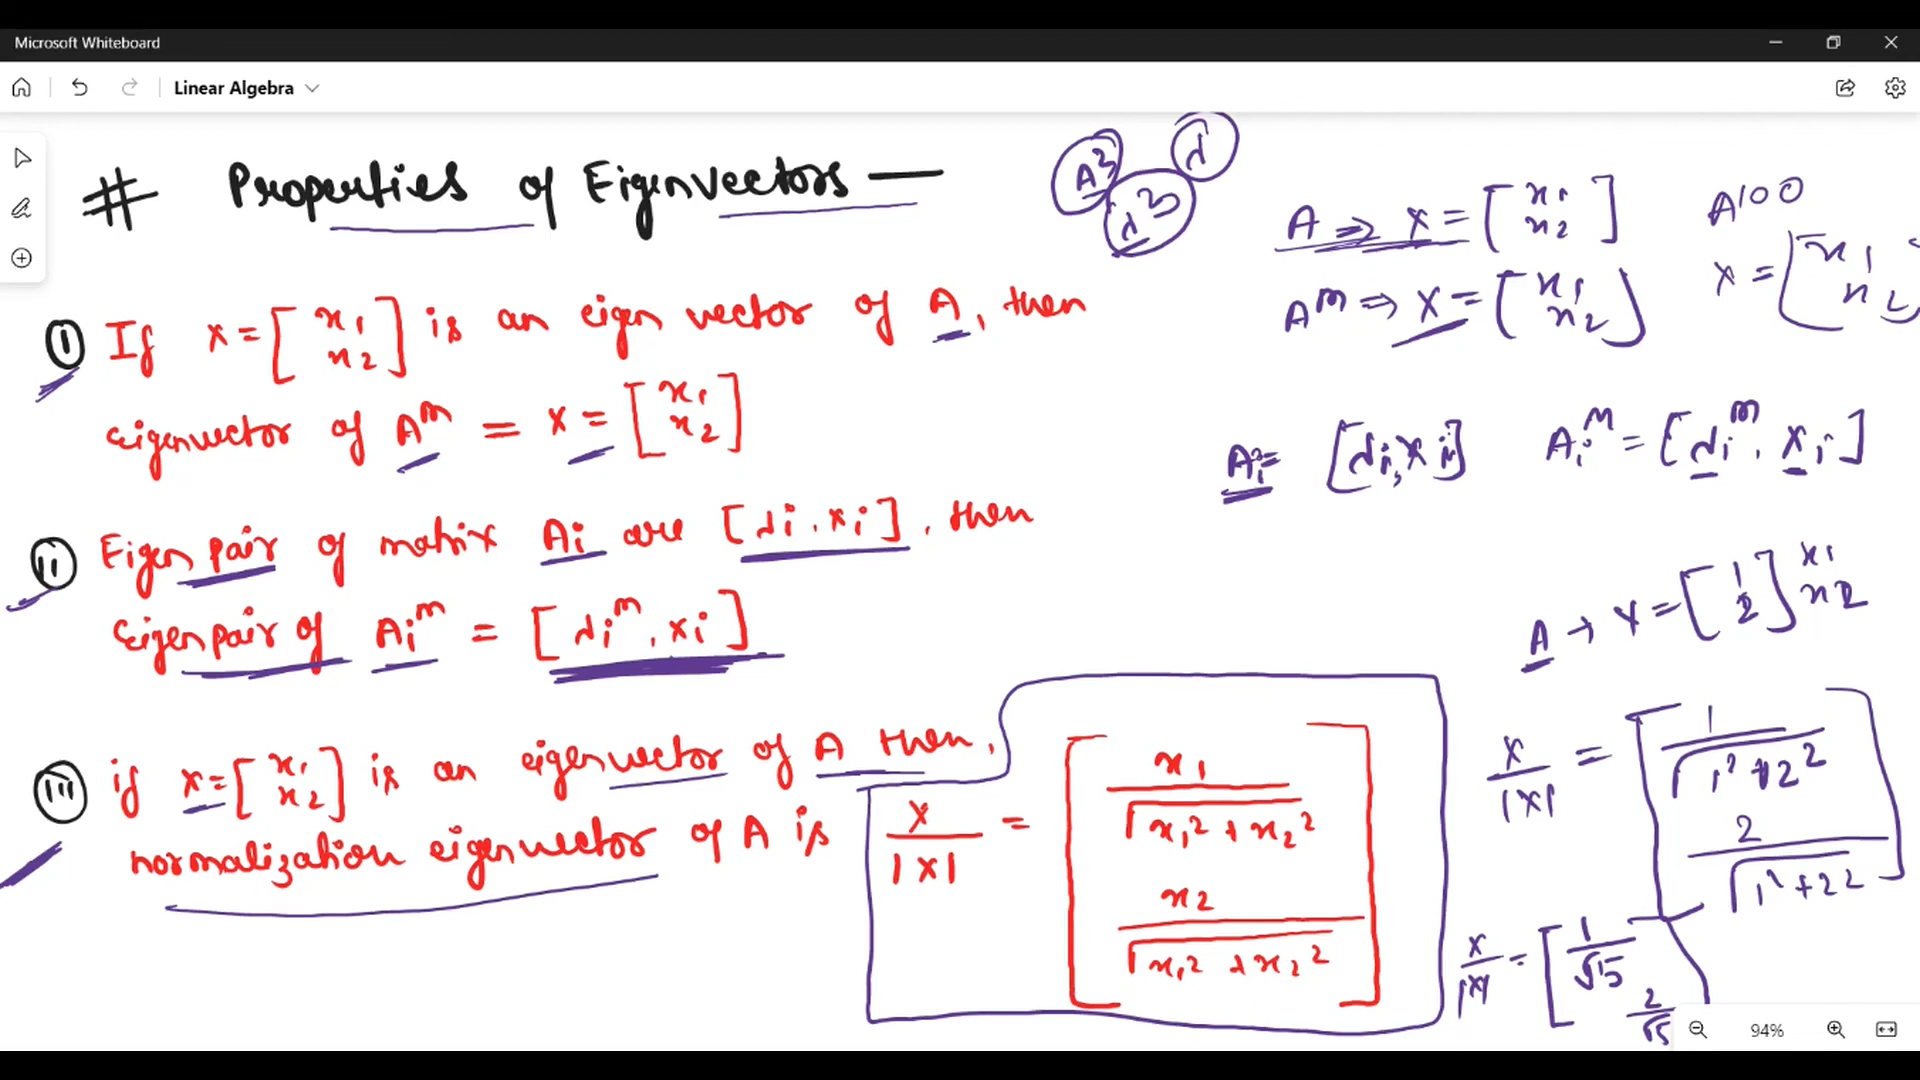 Microsoft Whiteboard
Linear Algebra
# Properties of Eigenvectors —
A³ λ³ λ
A ⇒ X = [x₁ x₂]
A^m ⇒ X = [x₁ x₂]
A100
X = [x₁ x₂
(i) If X = [x₁ x₂] is an eigen vector of A, then
eigenvector of A^m = X = [x₁ x₂]
Ai = [λi, xi] Ai^m = [λi^m, xi]
(ii) Eigen pair of matrix Ai are [λi, xi], then
eigenpair of Ai^m = [λi^m, xi]
A → X = [1 2] x₁ x₂
(iii) if X = [x₁ x₂] is an eigenvector of A then,
normalization eigenvector of A is X/|X| = [x₁/√x₁²+x₂² x₂/√x₁²+x₂²]
X/|X| = [1/√1²+2² 2/√1²+2²]
X/|X| = [1/√5 2/√5
94%